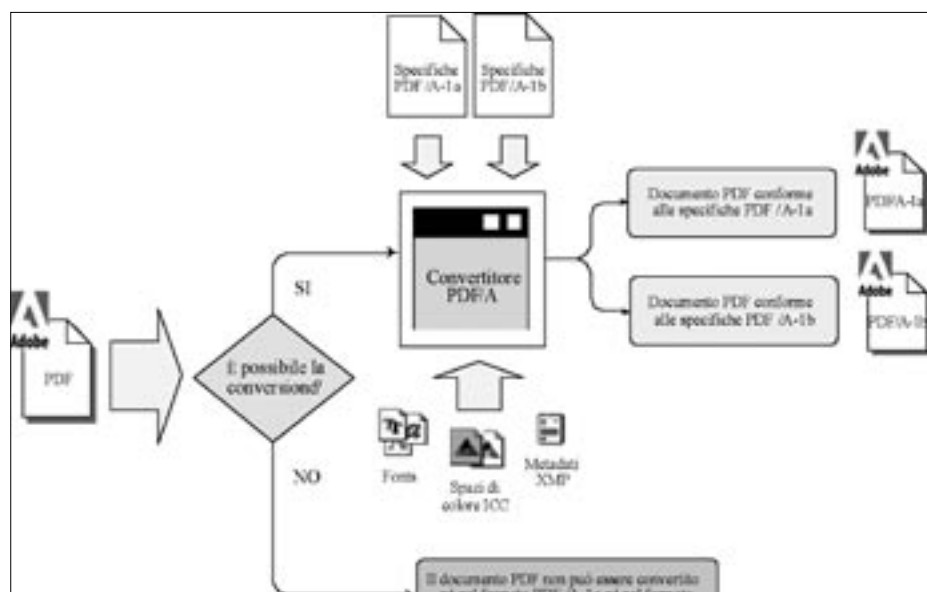 Specifiche
PDF/A-1a
Specifiche
PDF/A-1b
Adobe
PDF
È possibile la
conversione?
SI
NO
Convertitore
PDF/A
Fonts
Spazi di
colore ICC
Metadati
XMP
Documento PDF conforme
alle specifiche PDF /A-1a
Adobe
PDF/A-1a
Documento PDF conforme
alle specifiche PDF /A-1b
Adobe
PDF/A-1b
Il documento PDF non può essere convertito